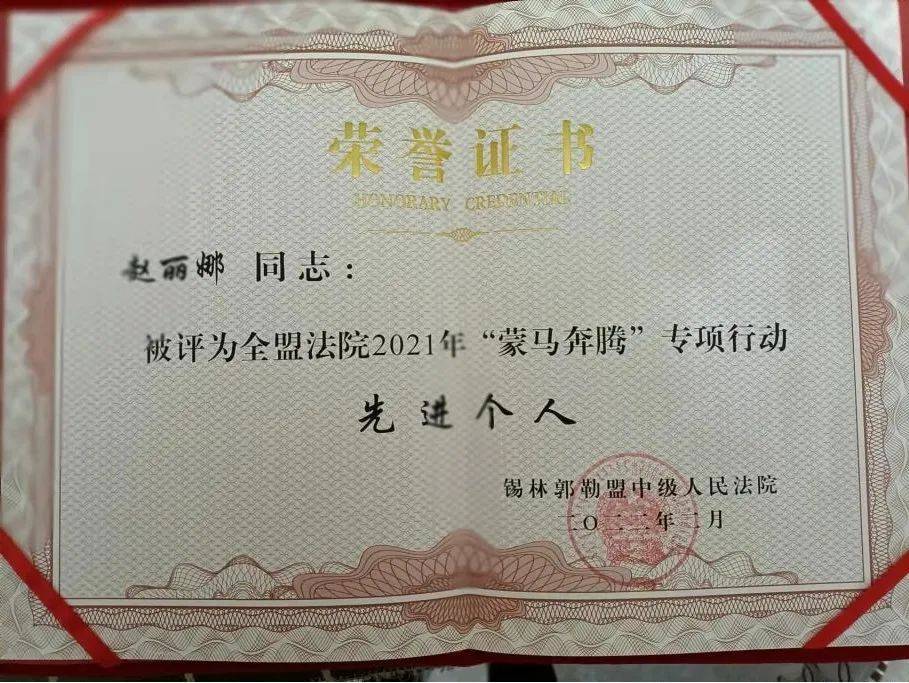 荣誉证书
HONORARY CREDENTIAL
赵丽娜 同志：
被评为全盟法院2021年“蒙马奔腾”专项行动
先进个人
锡林郭勒盟中级人民法院
二〇二二年二月